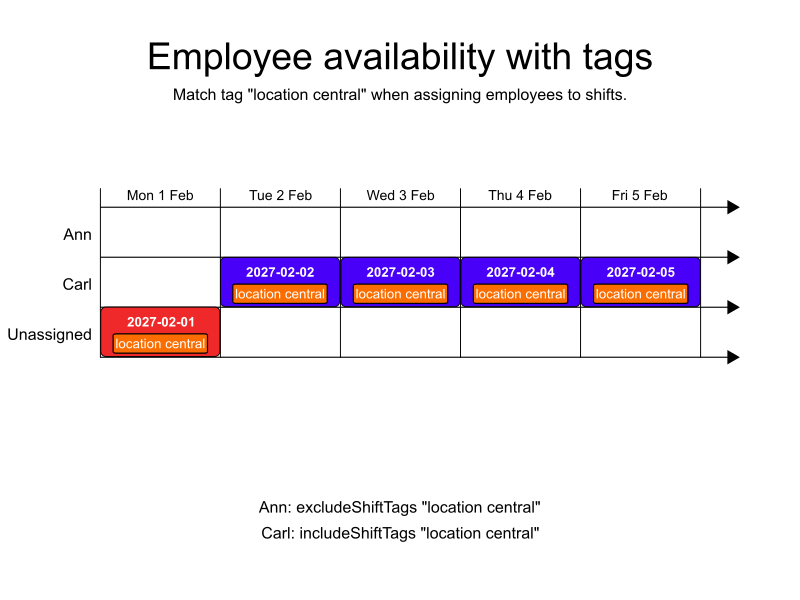 Employee availability with tags
Match tag "location central" when assigning employees to shifts.
Mon 1 Feb
Tue 2 Feb
Wed 3 Feb
Thu 4 Feb
Fri 5 Feb
Ann
Carl
2027-02-02
location central
2027-02-03
location central
2027-02-04
location central
2027-02-05
location central
Unassigned
2027-02-01
location central
Ann: excludeShiftTags "location central"
Carl: includeShiftTags "location central"